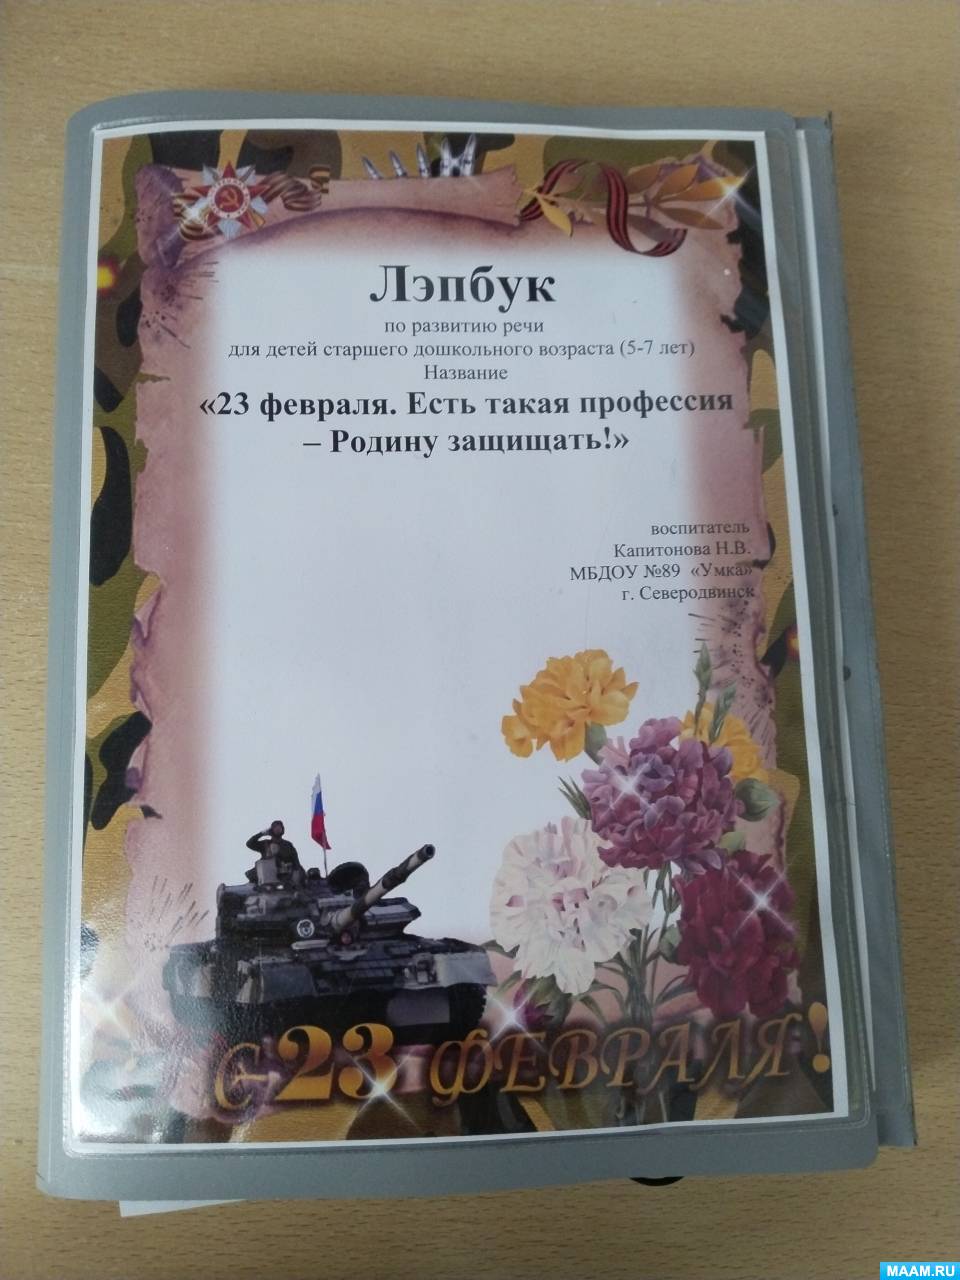 Лэпбук
по развитию речи
для детей старшего дошкольного возраста (5-7 лет)
Название
«23 февраля. Есть такая профессия
– Родину защищать!»
воспитатель
Капитонова Н.В.
МБДОУ №89 «Умка»
г. Северодвинск
С 23 ФЕВРАЛЯ!
MAAM.RU